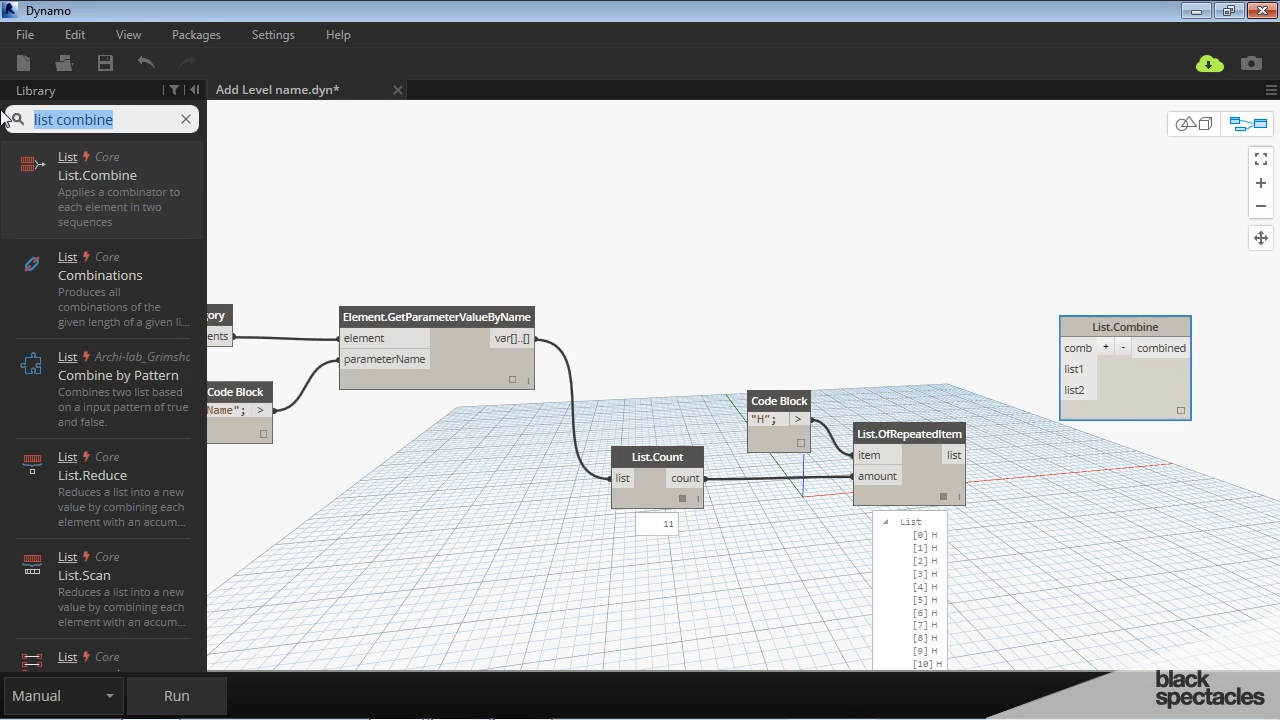 Dynamo
File Edit View Packages Settings Help
Library
Add Level name.dyn*
list combine
List Core
List.Combine
Applies a combinator to
each element in two
sequences
List Core
Combinations
Produces all
combinations of the
given length of a given li...
List Archi-lab_Grimsho
Combine by Pattern
Combines two list based
on a input pattern of true
and false.
List Core
List.Reduce
Reduces a list into a new
value by combining each
element with an accum...
List Core
List.Scan
Reduces a list into a new
value by combining each
element with an accum...
List Core
gory
ents
Code Block
Name"; >
Element.GetParameterValueByName
element var[]..[]
parameterName
List.Count
list count
11
Code Block
"H"; >
List.OfRepeatedItem
item list
amount
List
[0] H
[1] H
[2] H
[3] H
[4] H
[5] H
[6] H
[7] H
[8] H
[9] H
[10] H
List.Combine
comb + - combined
list1
list2
Manual Run
black
spectacles